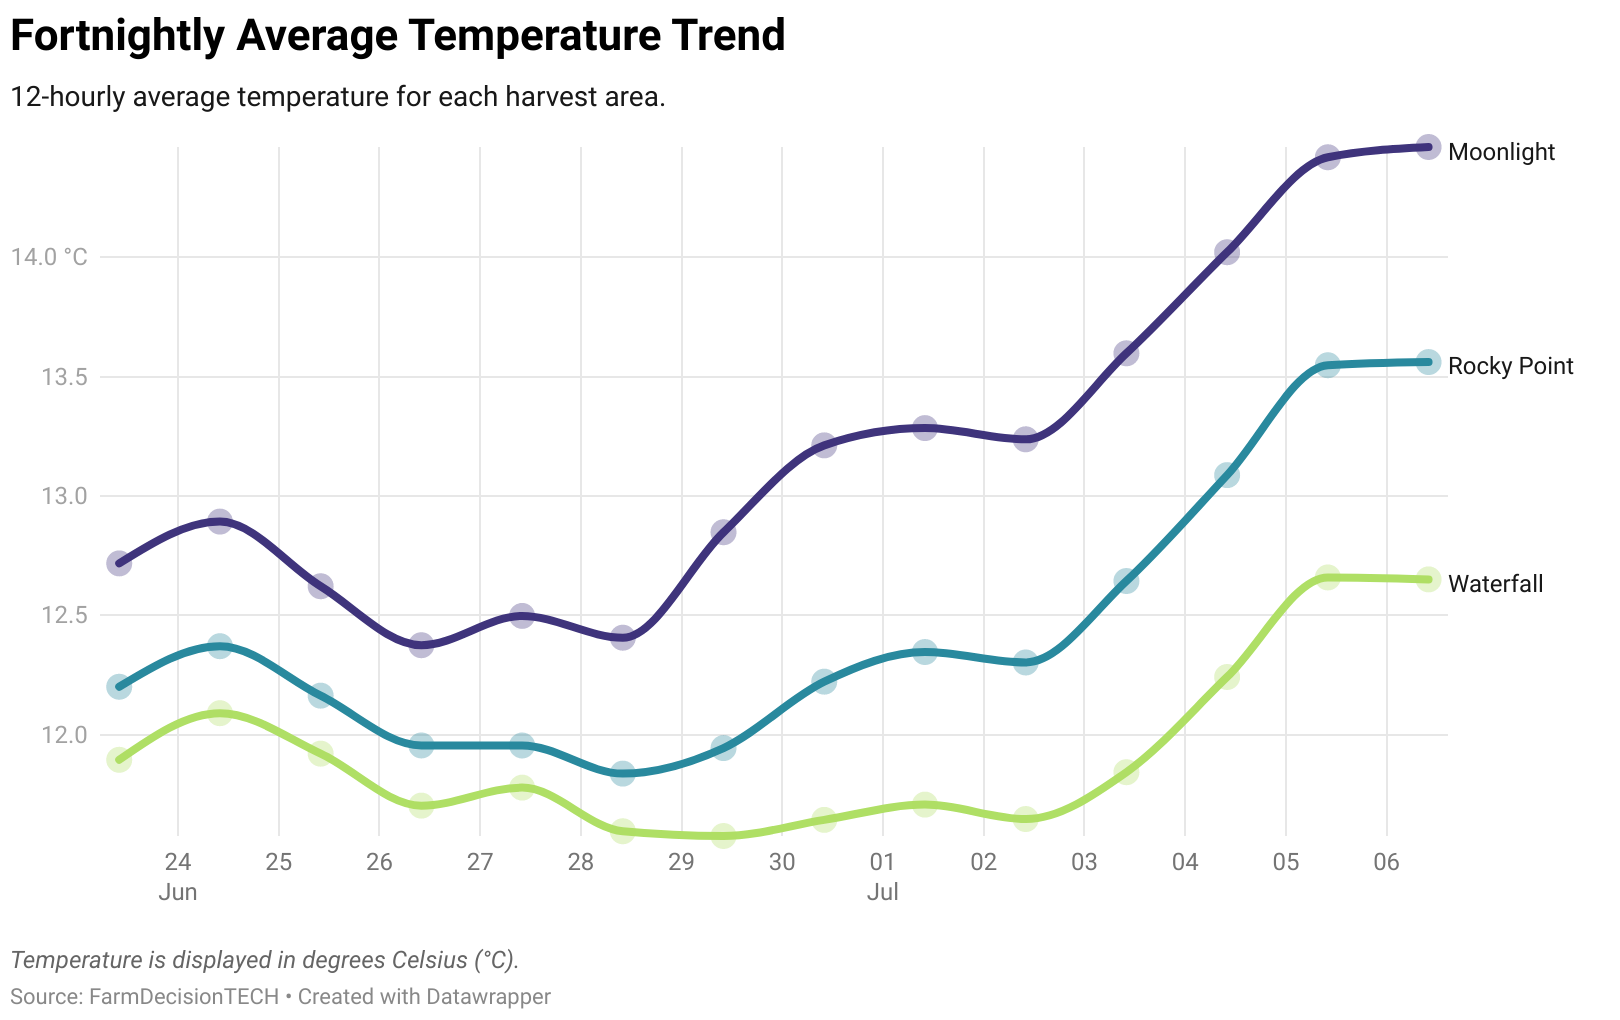 Fortnightly Average Temperature Trend
12-hourly average temperature for each harvest area.
Moonlight
14.0 °C
Rocky Point
13.5
13.0
Waterfall
12.5
12.0
24 25 26 27 28 29 30 01 02 03 04 05 06
Jun Jul
Temperature is displayed in degrees Celsius (°C).
Source: FarmDecisionTECH • Created with Datawrapper